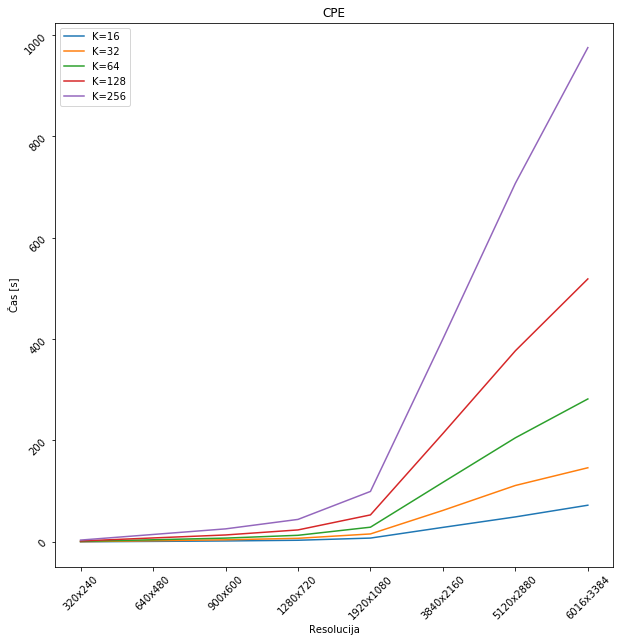 CPE
K=16
K=32
K=64
K=128
K=256
1000
800
600
400
200
0
Čas [s]
320x240
640x480
900x600
1280x720
1920x1080
3840x2160
5120x2880
6016x3384
Resolucija